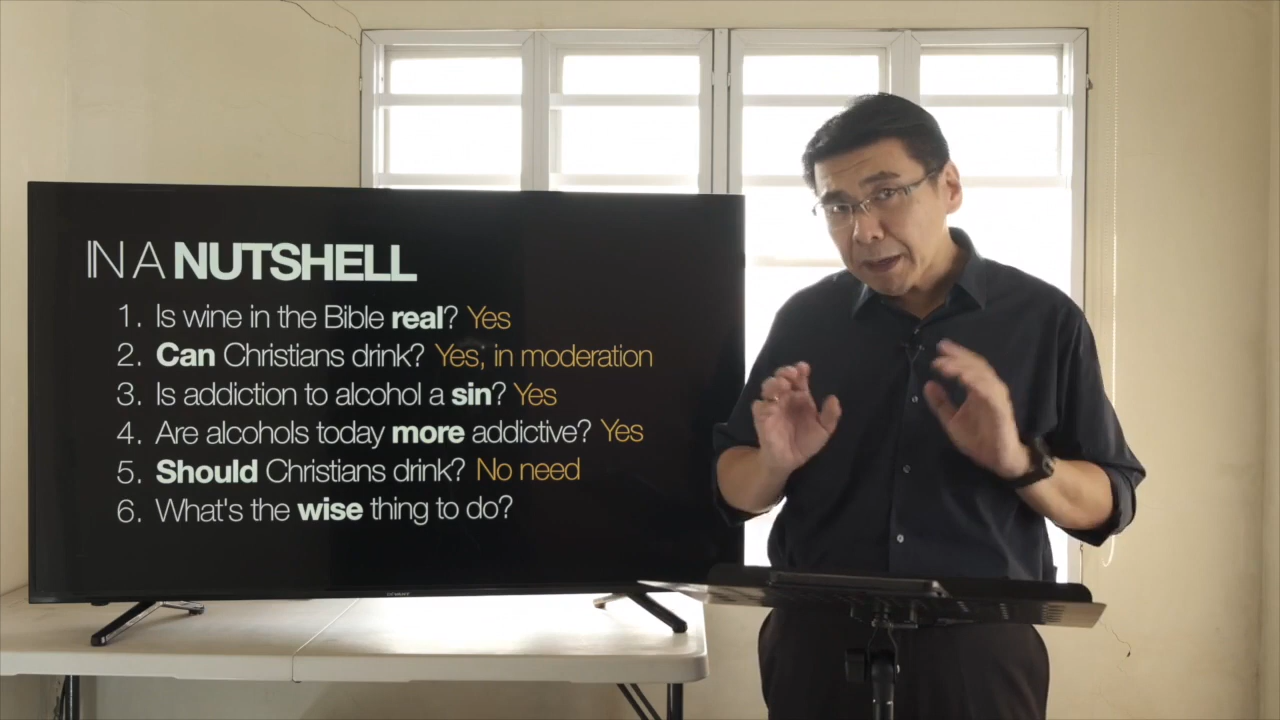 IN A NUTSHELL
1. Is wine in the Bible real? Yes
2. Can Christians drink? Yes, in moderation
3. Is addiction to alcohol a sin? Yes
4. Are alcohols today more addictive? Yes
5. Should Christians drink? No need
6. What's the wise thing to do?